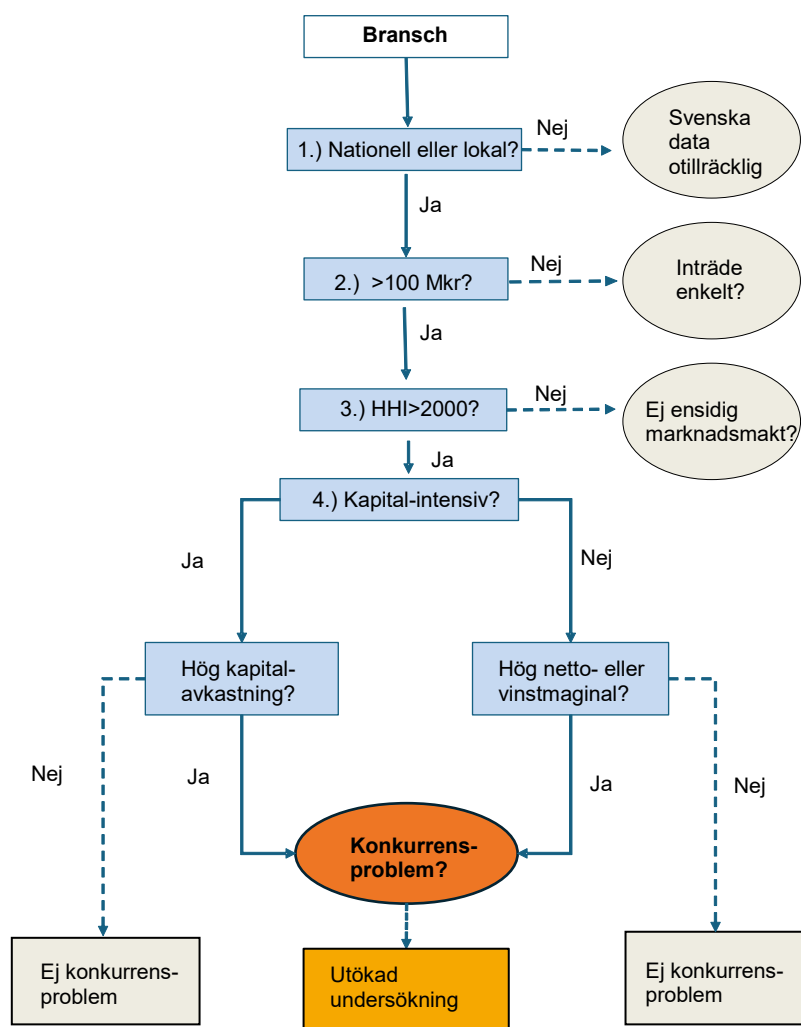 Bransch
Nej
Svenska
data
otillräcklig
1.) Nationell eller lokal?
Ja
Nej
Inträde
enkelt?
2.) >100 Mkr?
Ja
Nej
Ej ensidig
marknadsmakt?
3.) HHI>2000?
Ja
4.) Kapital-intensiv?
Ja
Nej
Hög kapital-
avkastning?
Hög netto- eller
vinstmaginal?
Nej
Ja
Ja
Nej
Konkurrens-
problem?
Ej konkurrens-
problem
Utökad
undersökning
Ej konkurrens-
problem